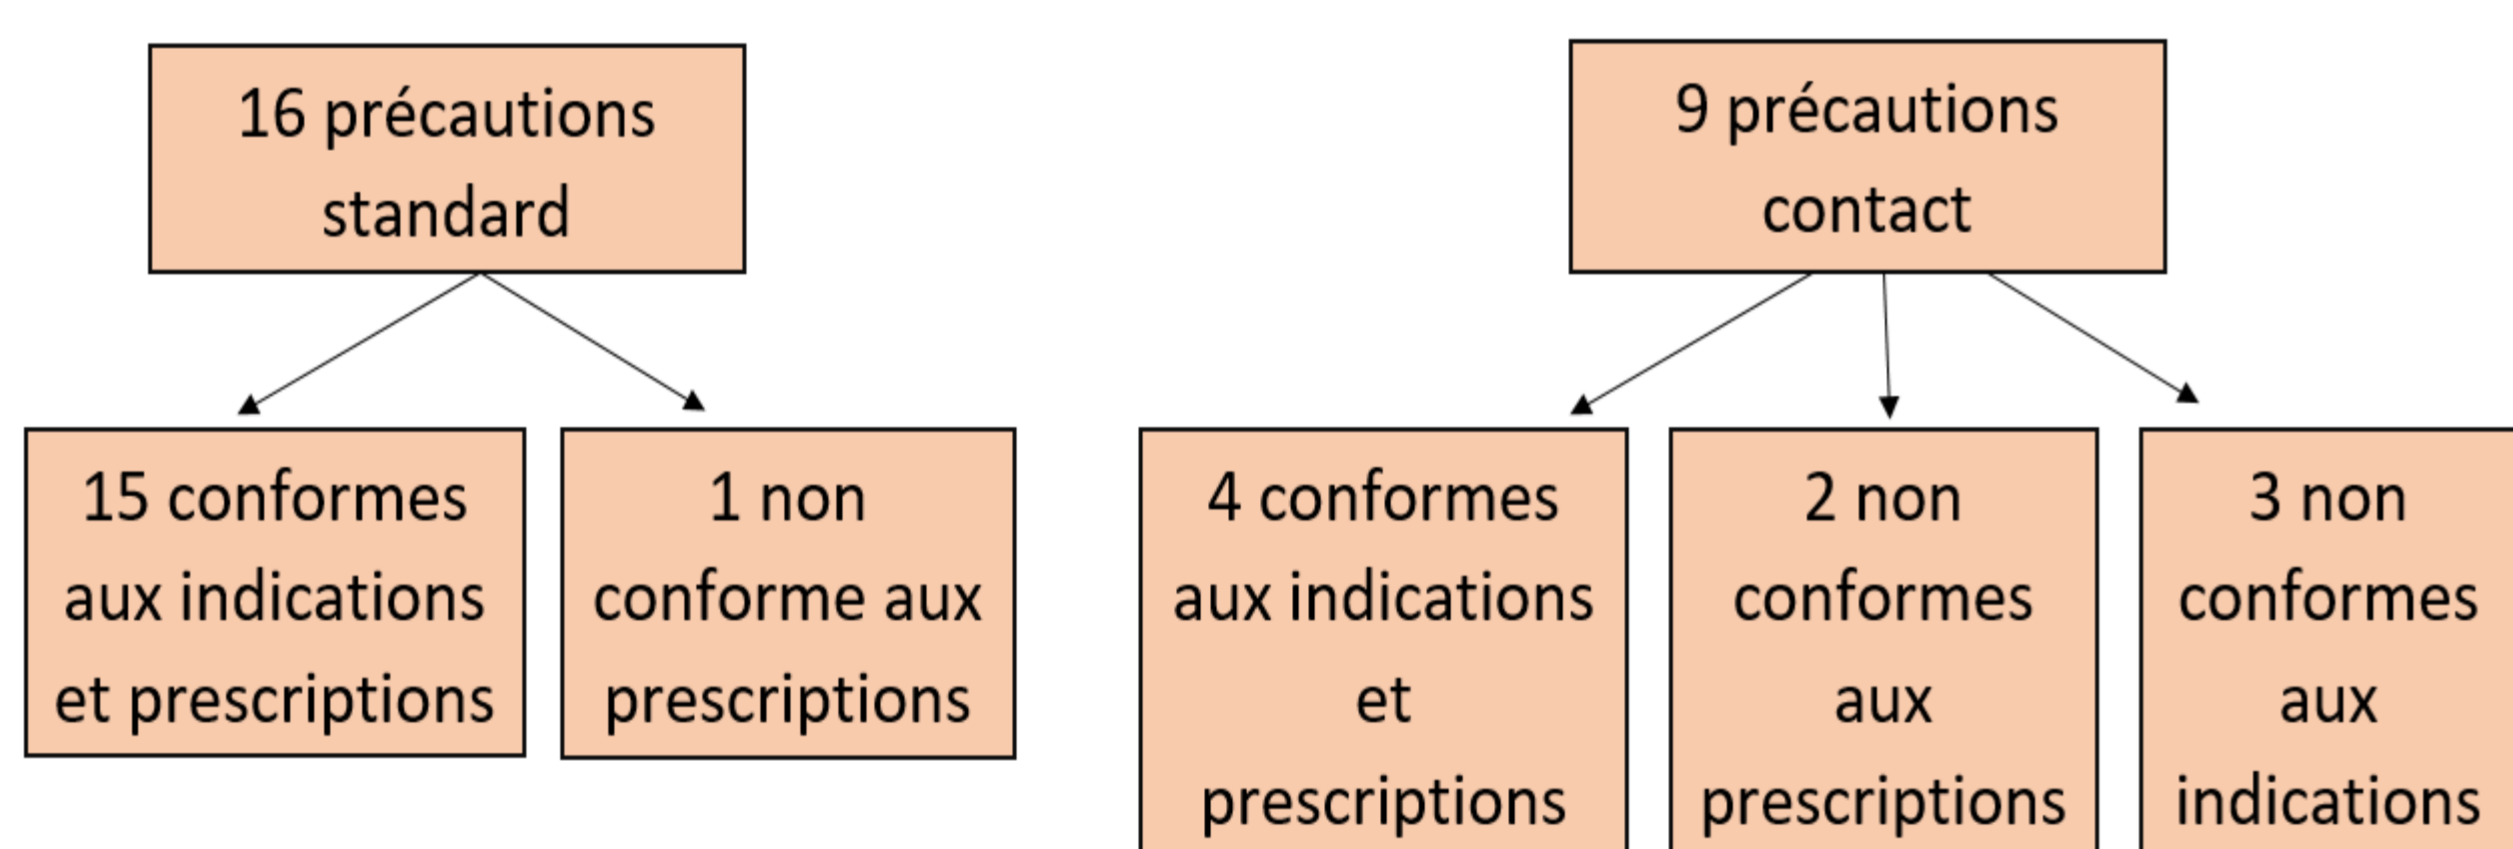 16 précautions
standard
9 précautions
contact
15 conformes
aux indications
et prescriptions
1 non
conforme aux
prescriptions
4 conformes
aux indications
et
prescriptions
2 non
conformes
aux
prescriptions
3 non
conformes
aux
indications